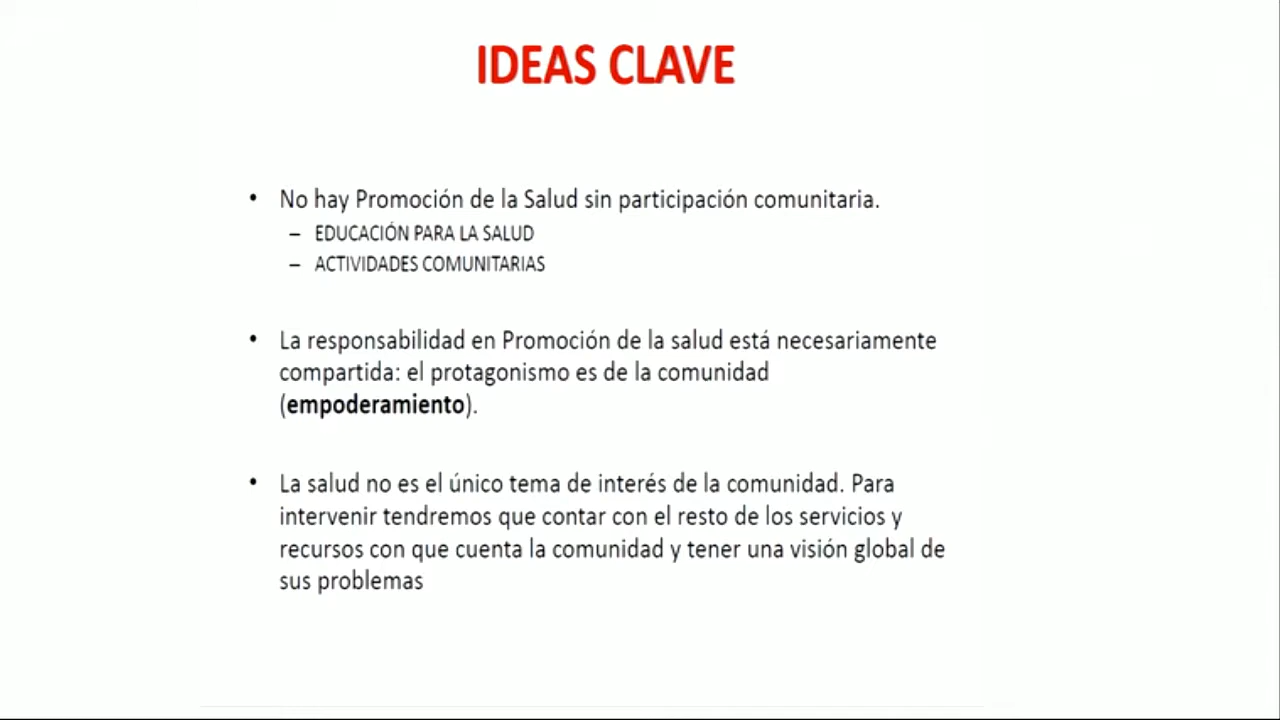 IDEAS CLAVE
• No hay Promoción de la Salud sin participación comunitaria.
– EDUCACIÓN PARA LA SALUD
– ACTIVIDADES COMUNITARIAS
• La responsabilidad en Promoción de la salud está necesariamente
compartida: el protagonismo es de la comunidad
(empoderamiento).
• La salud no es el único tema de interés de la comunidad. Para
intervenir tendremos que contar con el resto de los servicios y
recursos con que cuenta la comunidad y tener una visión global de
sus problemas